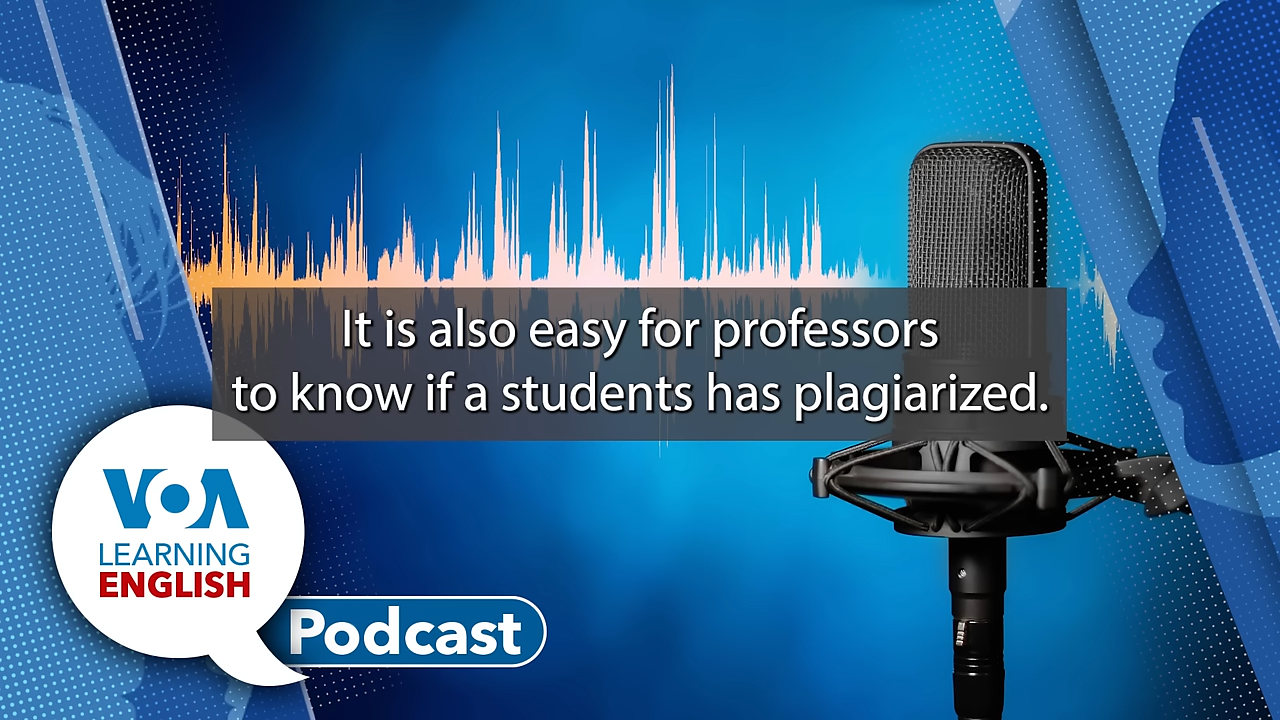 It is also easy for professors
to know if a students has plagiarized.
VOA
LEARNING
ENGLISH
Podcast